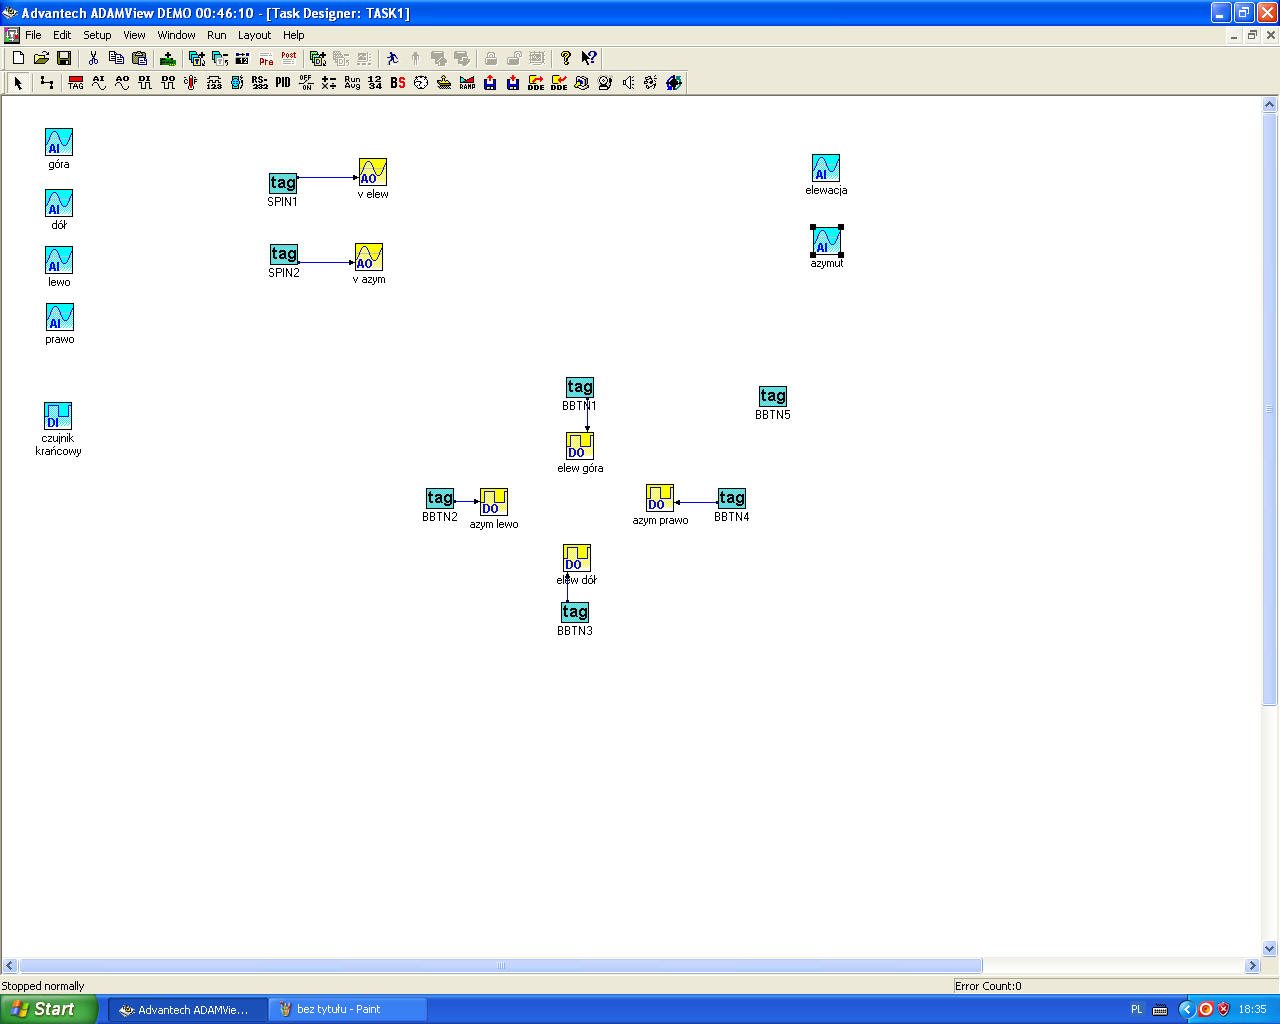 Advantech ADAMView DEMO 00:46:10 - [Task Designer: TASK1]
File Edit Setup View Window Run Layout Help
Pre Post
TAG AI AO DI DO 123 RS-232 PID OFF ON Run Avg 12 34 BS RAMP DDE DDE
AI
góra
AI
dół
AI
lewo
AI
prawo
DI
czujnik
krańcowy
tag
SPIN1
AO
v elew
tag
SPIN2
AO
v azym
AI
elewacja
AI
azymut
tag
BBTN1
DO
elew góra
tag
BBTN5
tag
BBTN2
DO
azym lewo
DO
azym prawo
tag
BBTN4
DO
elew dół
tag
BBTN3
Stopped normally
Error Count:0
Start
Advantech ADAMVie...
bez tytułu - Paint
PL
18:35